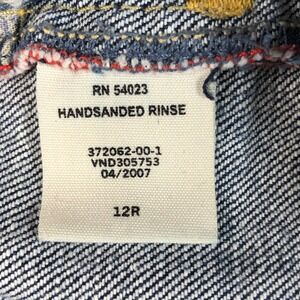 RN 54023
HANDSANDED RINSE
372062-00-1
VND305753
04/2007
12R